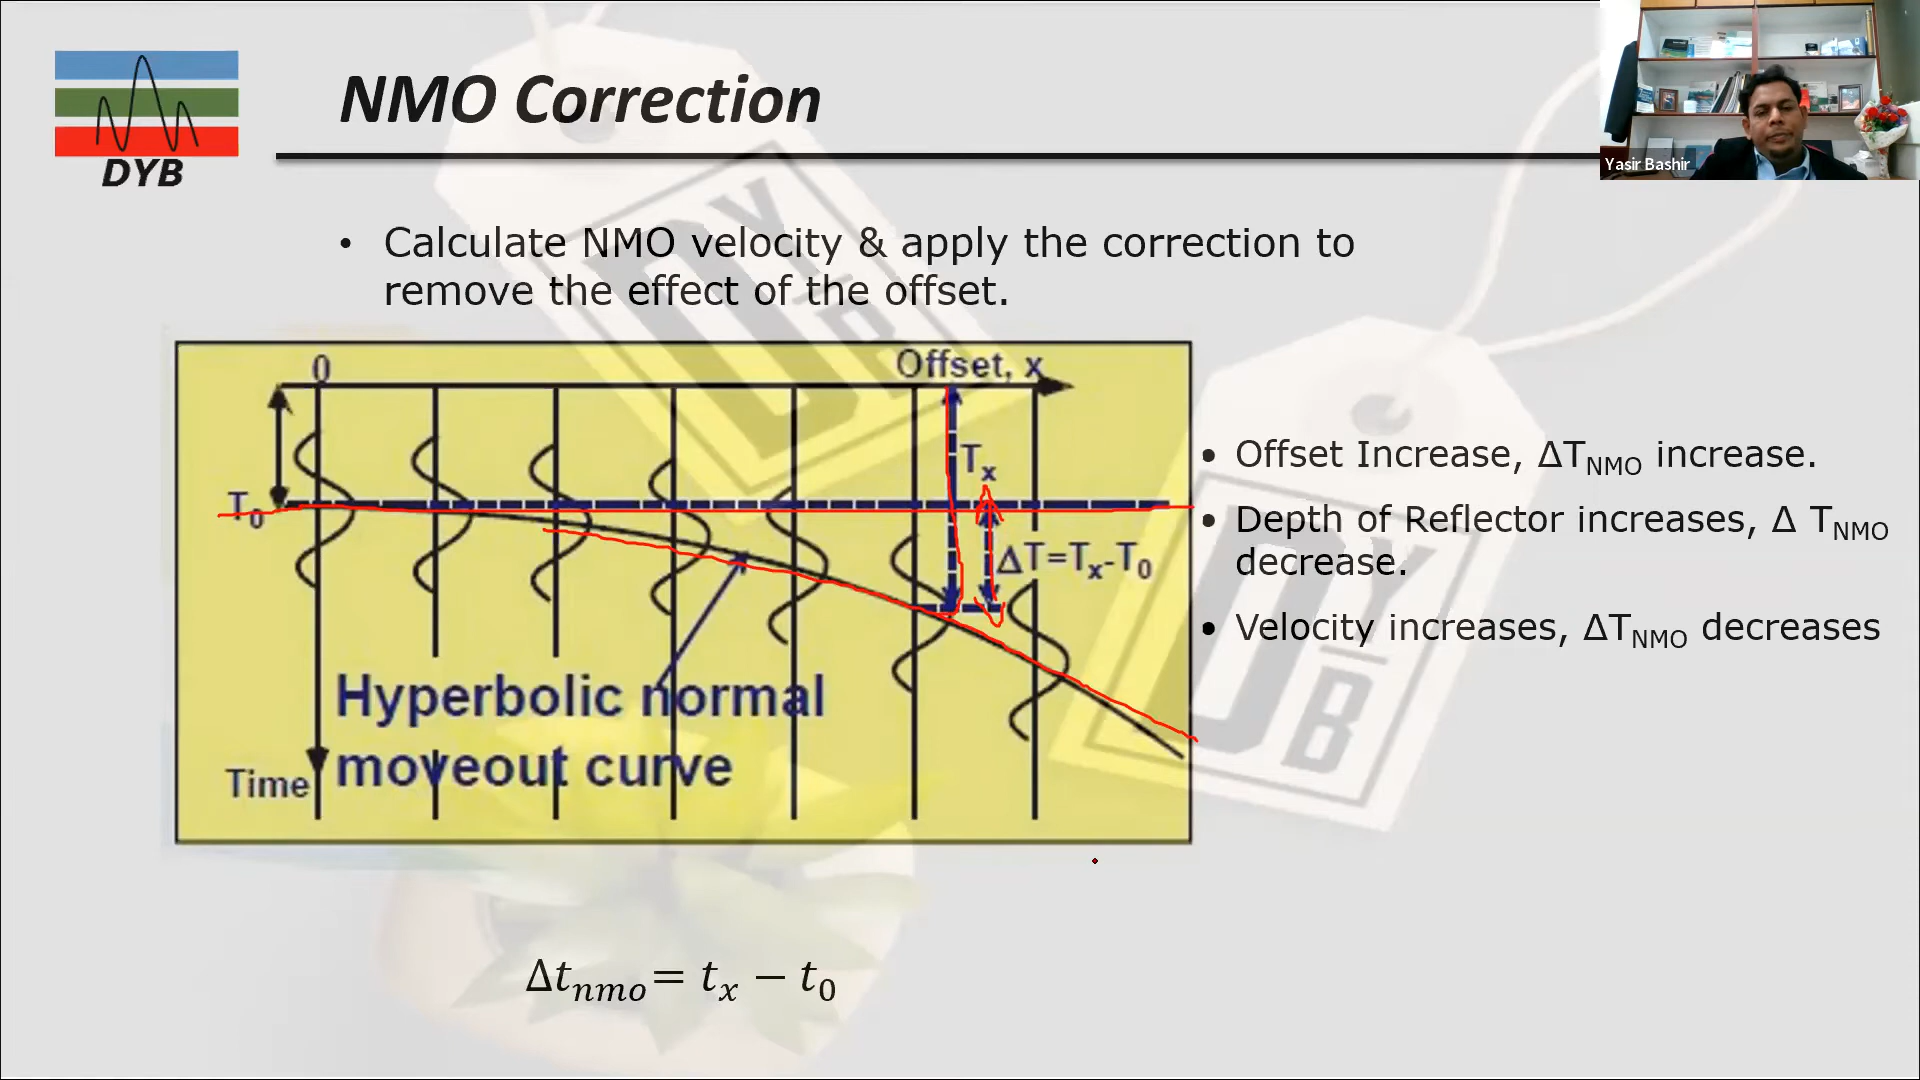 DYB
NMO Correction
Yasir Bashir
• Calculate NMO velocity & apply the correction to
remove the effect of the offset.
0
Offset, x
Tx
T0
ΔT=Tx-T0
Hyperbolic normal
moveout curve
Time
• Offset Increase, ΔTNMO increase.
• Depth of Reflector increases, Δ TNMO
decrease.
• Velocity increases, ΔTNMO decreases
Δtnmo= tx − t0
DYB
DYB